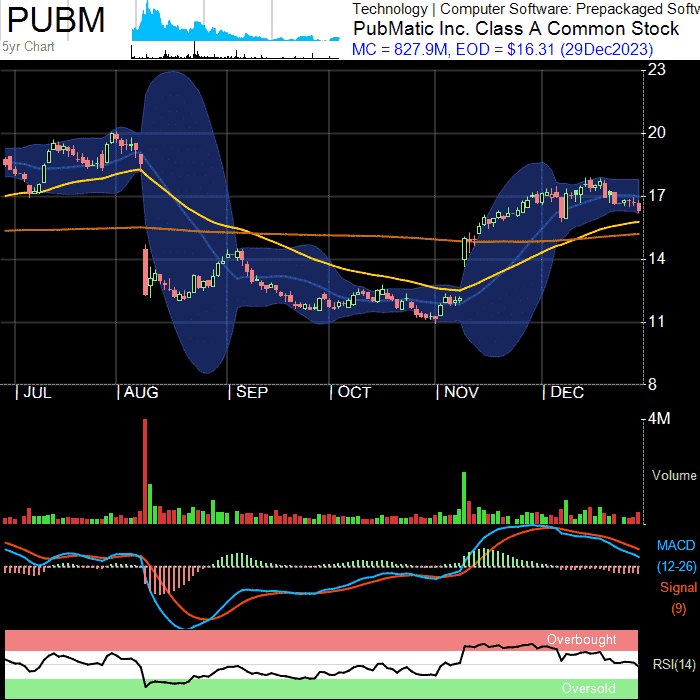 PUBM
5yr Chart
Technology | Computer Software: Prepackaged Softw
PubMatic Inc. Class A Common Stock
MC = 827.9M, EOD = $16.31 (29Dec2023)
23
20
17
14
11
8
JUL AUG SEP OCT NOV DEC
4M
Volume
MACD
(12-26)
Signal
(9)
Overbought
RSI(14)
Oversold